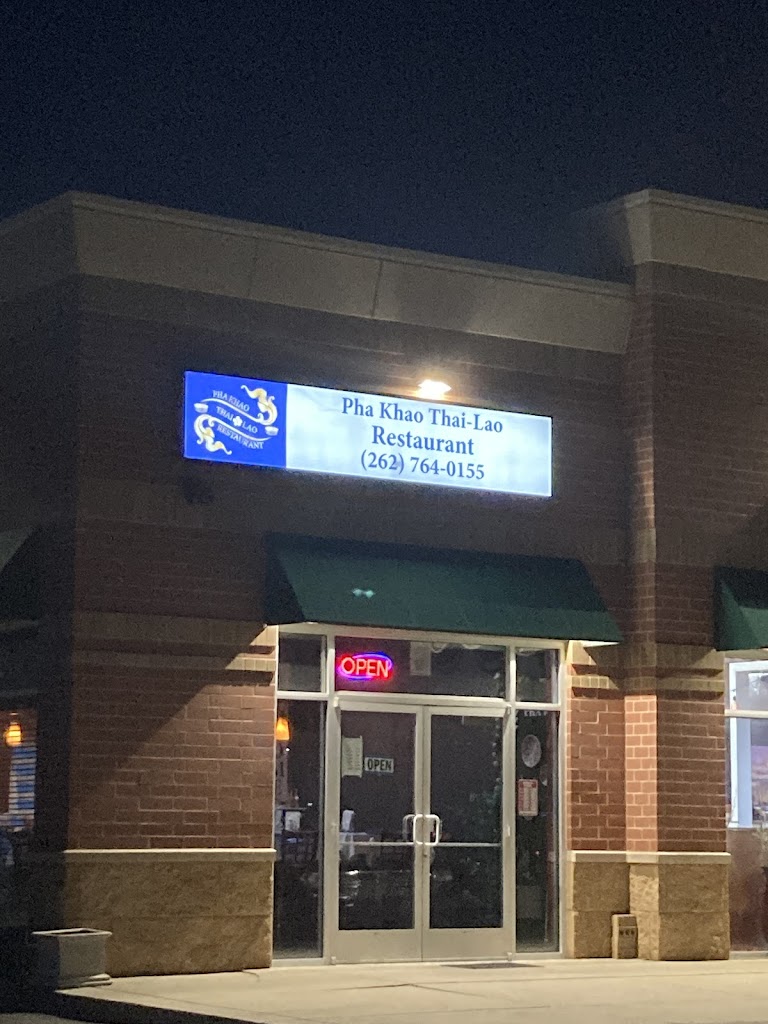 PHA KHAO
THAI LAO
RESTAURANT
Pha Khao Thai-Lao
Restaurant
(262) 764-0155
OPEN
OPEN